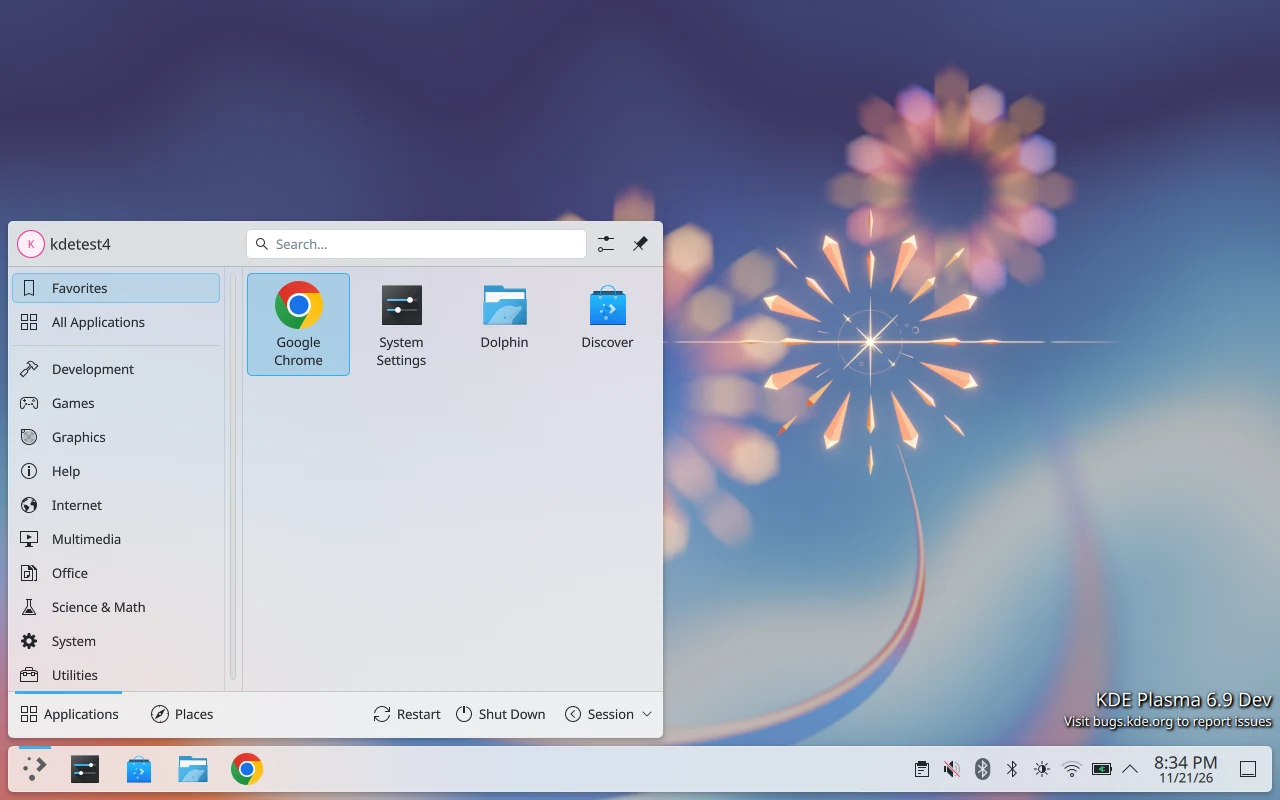 K
kdetest4
Search...
Favorites
All Applications
Development
Games
Graphics
Help
Internet
Multimedia
Office
Science & Math
System
Utilities
Google
Chrome
System
Settings
Dolphin
Discover
Applications
Places
Restart
Shut Down
Session
KDE Plasma 6.9 Dev
Visit bugs.kde.org to report issues
8:34 PM
11/21/26